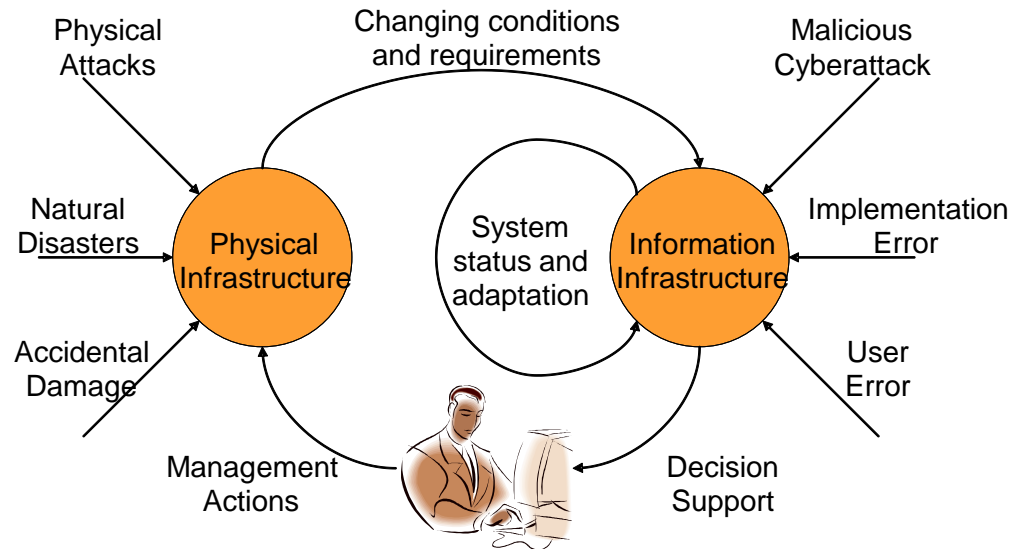 Physical
Attacks
Changing conditions
and requirements
Malicious
Cyberattack
Natural
Disasters
Physical
Infrastructure
System
status and
adaptation
Information
Infrastructure
Implementation
Error
Accidental
Damage
User
Error
Management
Actions
Decision
Support